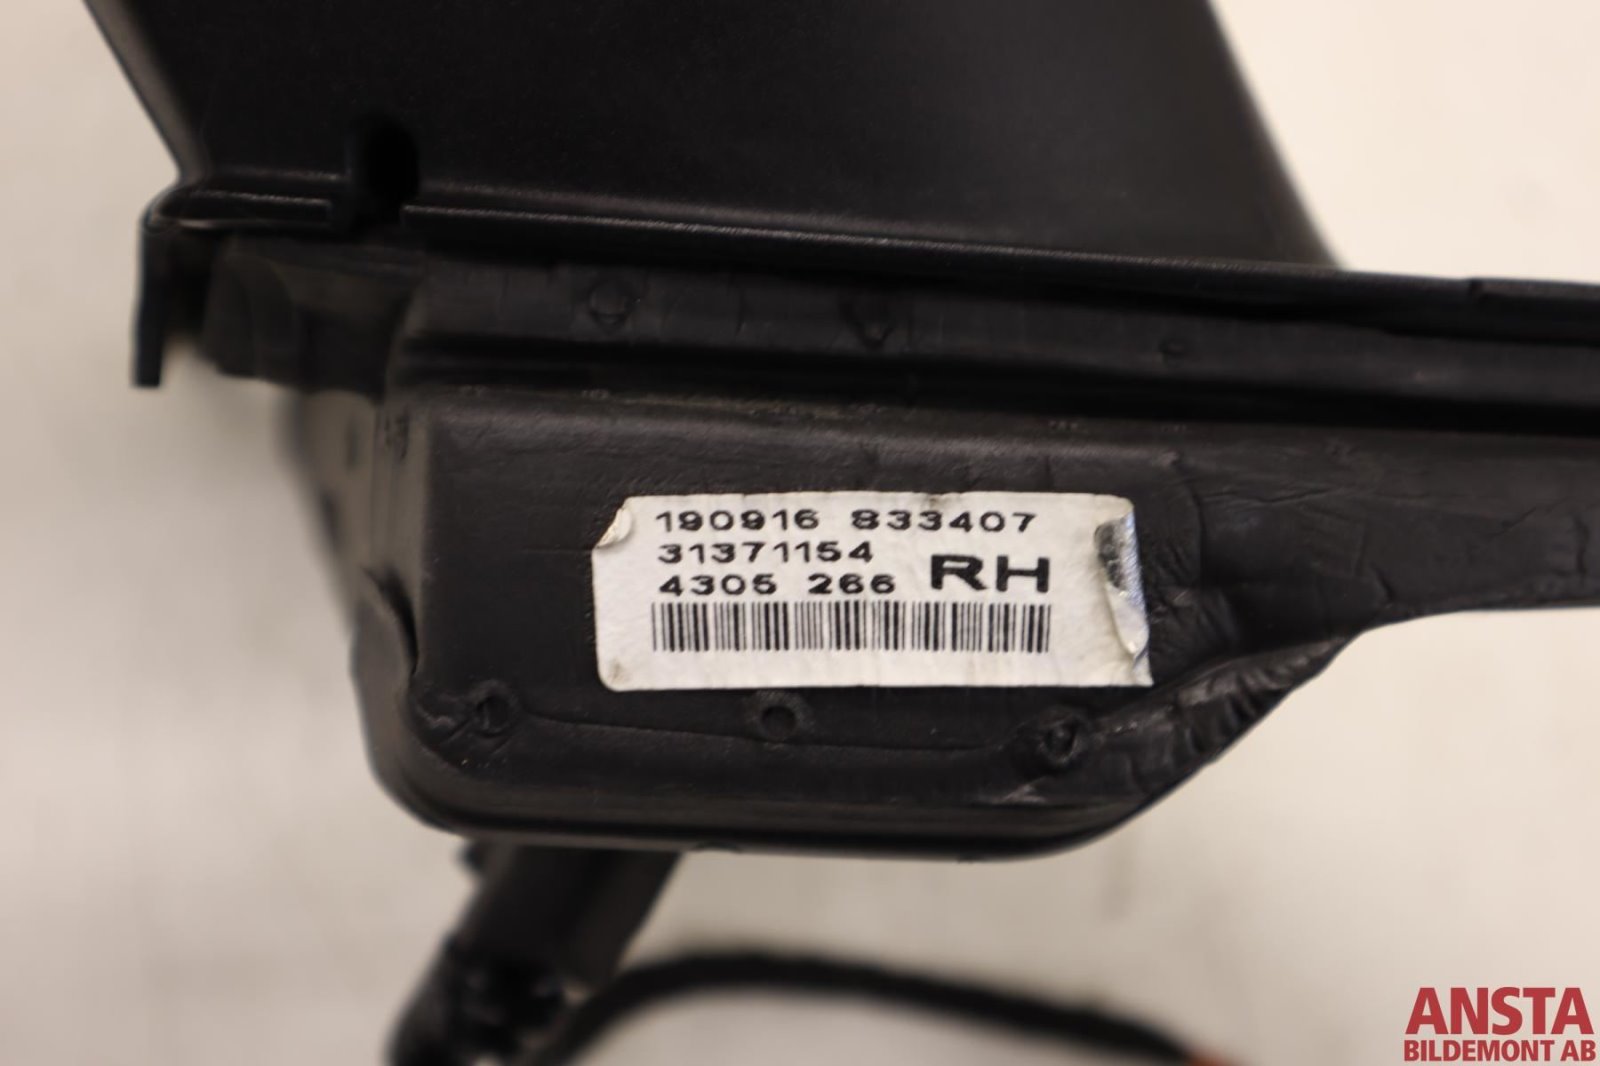 190916 833407
31371154
4305 266 RH
ANSTA
BILDEMONT AB